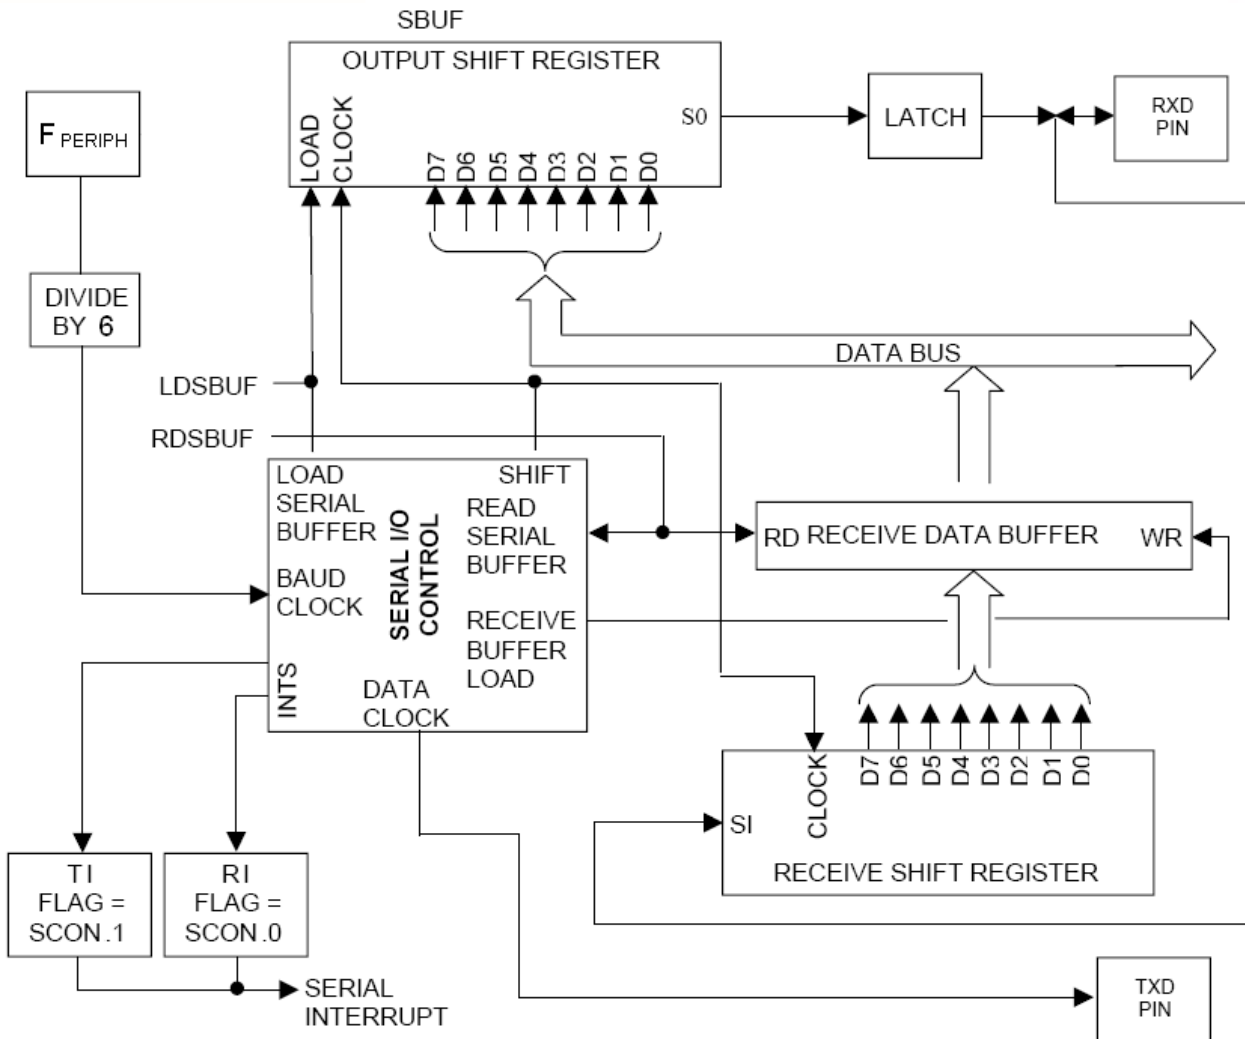 SBUF
OUTPUT SHIFT REGISTER
LOAD
CLOCK
D7
D6
D5
D4
D3
D2
D1
D0
S0
LATCH
RXD
PIN
F PERIPH
DIVIDE
BY 6
DATA BUS
LDSBUF
RDSBUF
LOAD
SERIAL
BUFFER
SHIFT
READ
SERIAL
BUFFER
SERIAL I/O
CONTROL
BAUD
CLOCK
RECEIVE
BUFFER
LOAD
INTS
DATA
CLOCK
RD
RECEIVE DATA BUFFER
WR
CLOCK
D7
D6
D5
D4
D3
D2
D1
D0
SI
RECEIVE SHIFT REGISTER
TI
FLAG =
SCON.1
RI
FLAG =
SCON.0
SERIAL
INTERRUPT
TXD
PIN